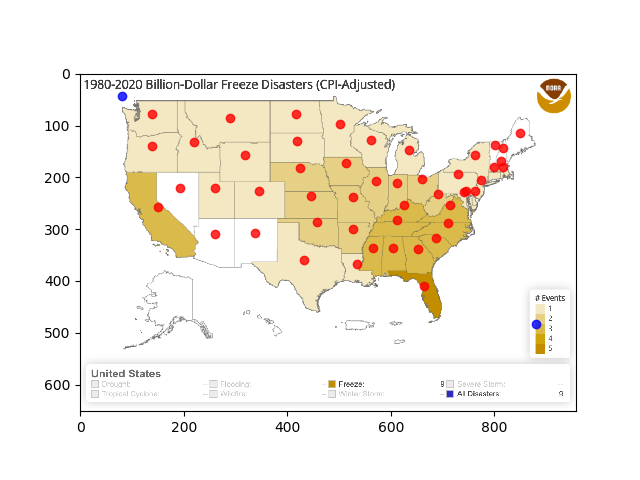 0
1980-2020 Billion-Dollar Freeze Disasters (CPI-Adjusted)
NOAA
100
200
300
400
500
600
# Events
1
2
3
4
5
United States
Drought: -- Flooding: -- Freeze: 9 Severe Storm: --
Tropical Cyclone: -- Wildfire: -- Winter Storm: -- All Disasters: 9
0 200 400 600 800